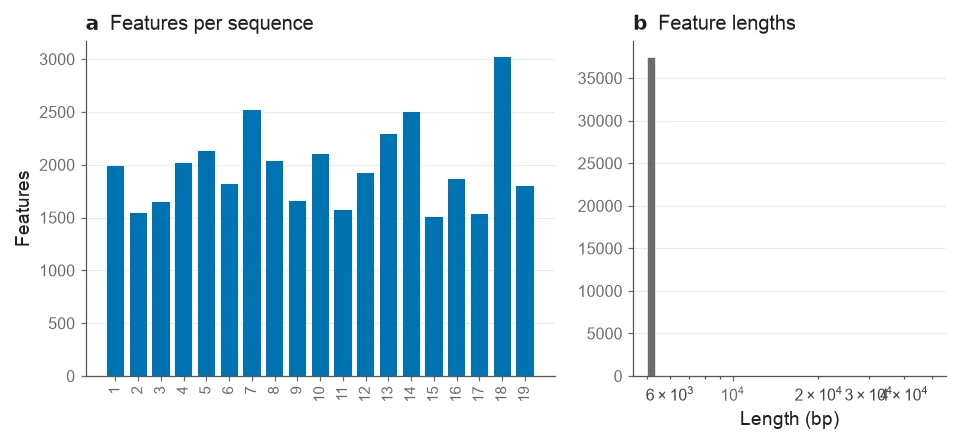 a Features per sequence
3000
2500
2000
1500
1000
500
0
Features
1 2 3 4 5 6 7 8 9 10 11 12 13 14 15 16 17 18 19
b Feature lengths
35000
30000
25000
20000
15000
10000
5000
0
6 × 10³ 10⁴ 2 × 10⁴ 3 × 10⁴ 4 × 10⁴
Length (bp)